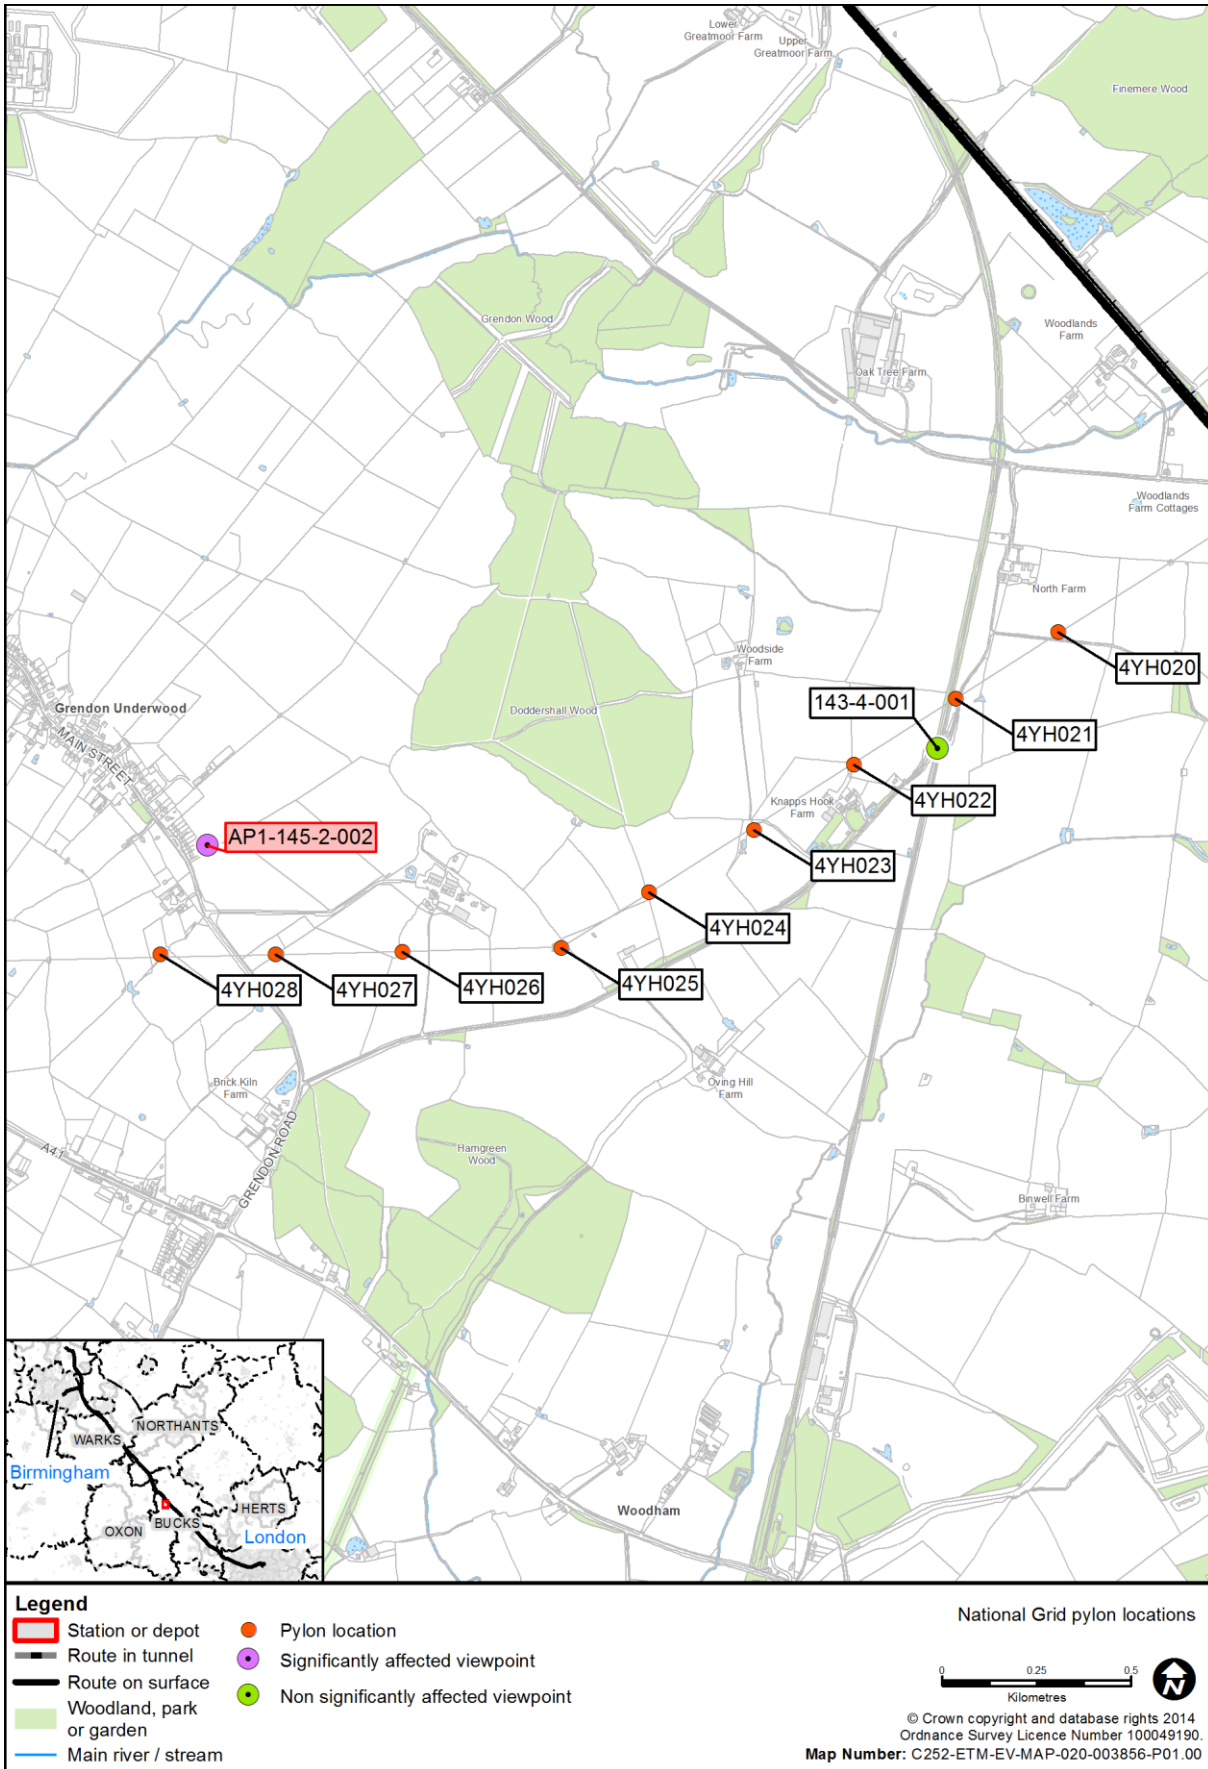 Lower
Greatmoor Farm
Upper
Greatmoor Farm
Finemere Wood
Grendon Wood
Woodlands
Farm
Oak Tree Farm
Woodlands
Farm Cottages
North Farm
4YH020
Woodside
Farm
143-4-001
4YH021
Grendon Underwood
MAIN STREET
Doddershall Wood
4YH022
Knapps Hook
Farm
AP1-145-2-002
4YH023
4YH024
4YH025
4YH026
4YH027
4YH028
Brick Kiln
Farm
Oving Hill
Farm
GRENDON ROAD
A41
Hamgreen
Wood
Binwell Farm
Woodham
NORTHANTS
WARKS
Birmingham
HERTS
BUCKS
OXON
London
Legend
Station or depot
Route in tunnel
Route on surface
Woodland, park
or garden
Main river / stream
Pylon location
Significantly affected viewpoint
Non significantly affected viewpoint
National Grid pylon locations
0 0.25 0.5
Kilometres
N
© Crown copyright and database rights 2014
Ordnance Survey Licence Number 100049190.
Map Number: C252-ETM-EV-MAP-020-003856-P01.00